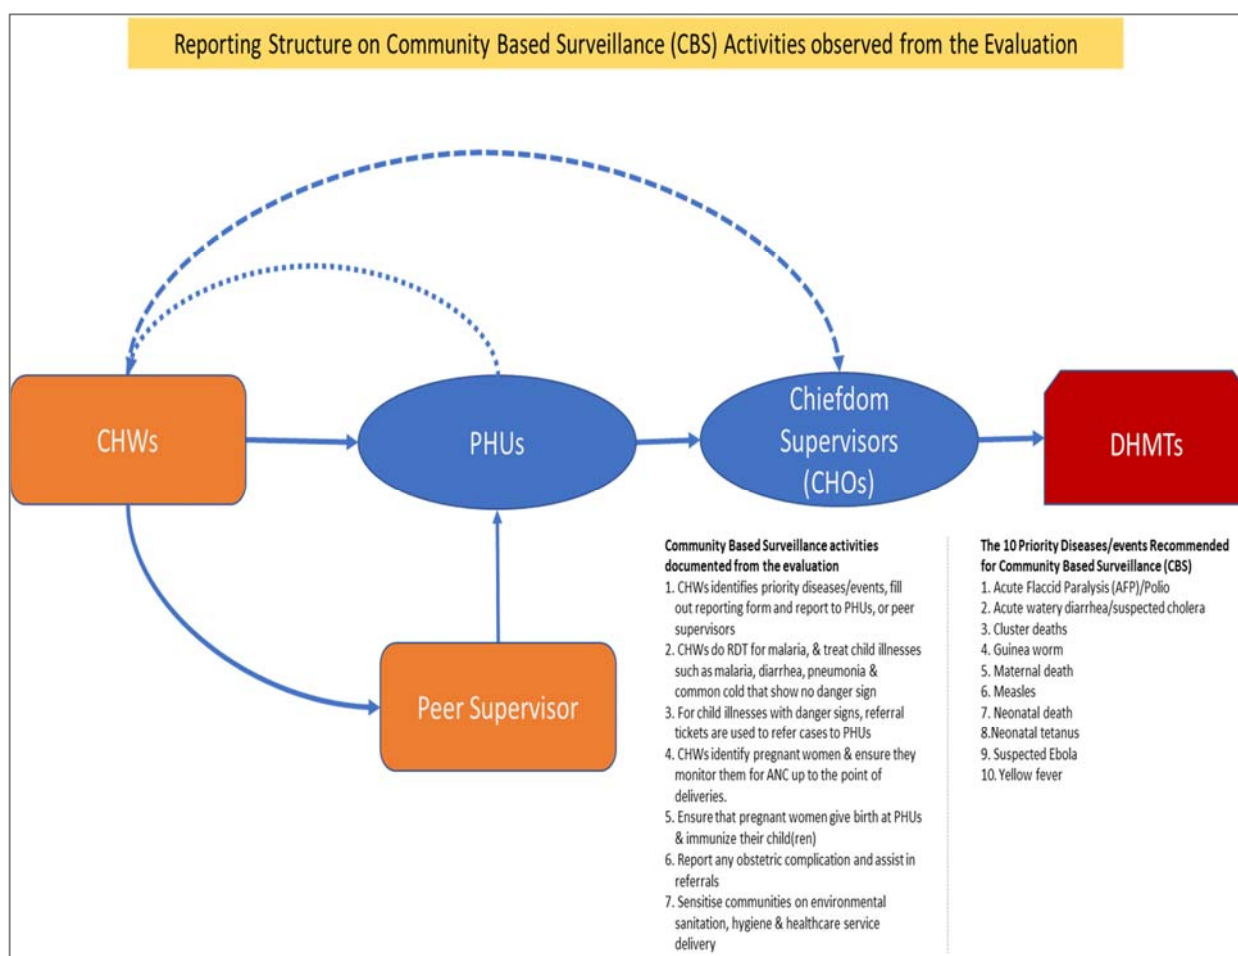 Reporting Structure on Community Based Surveillance (CBS) Activities observed from the Evaluation
CHWs
PHUs
Chiefdom
Supervisors
(CHOs)
DHMTs
Peer Supervisor
Community Based Surveillance activities
documented from the evaluation
1. CHWs identifies priority diseases/events, fill
out reporting form and report to PHUs, or peer
supervisors
2. CHWs do RDT for malaria, & treat child illnesses
such as malaria, diarrhea, pneumonia &
common cold that show no danger sign
3. For child illnesses with danger signs, referral
tickets are used to refer cases to PHUs
4. CHWs identify pregnant women & ensure they
monitor them for ANC up to the point of
deliveries.
5. Ensure that pregnant women give birth at PHUs
& immunize their child(ren)
6. Report any obstetric complication and assist in
referrals
7. Sensitise communities on environmental
sanitation, hygiene & healthcare service
delivery
The 10 Priority Diseases/events Recommended
for Community Based Surveillance (CBS)
1. Acute Flaccid Paralysis (AFP)/Polio
2. Acute watery diarrhea/suspected cholera
3. Cluster deaths
4. Guinea worm
5. Maternal death
6. Measles
7. Neonatal death
8.Neonatal tetanus
9. Suspected Ebola
10. Yellow fever